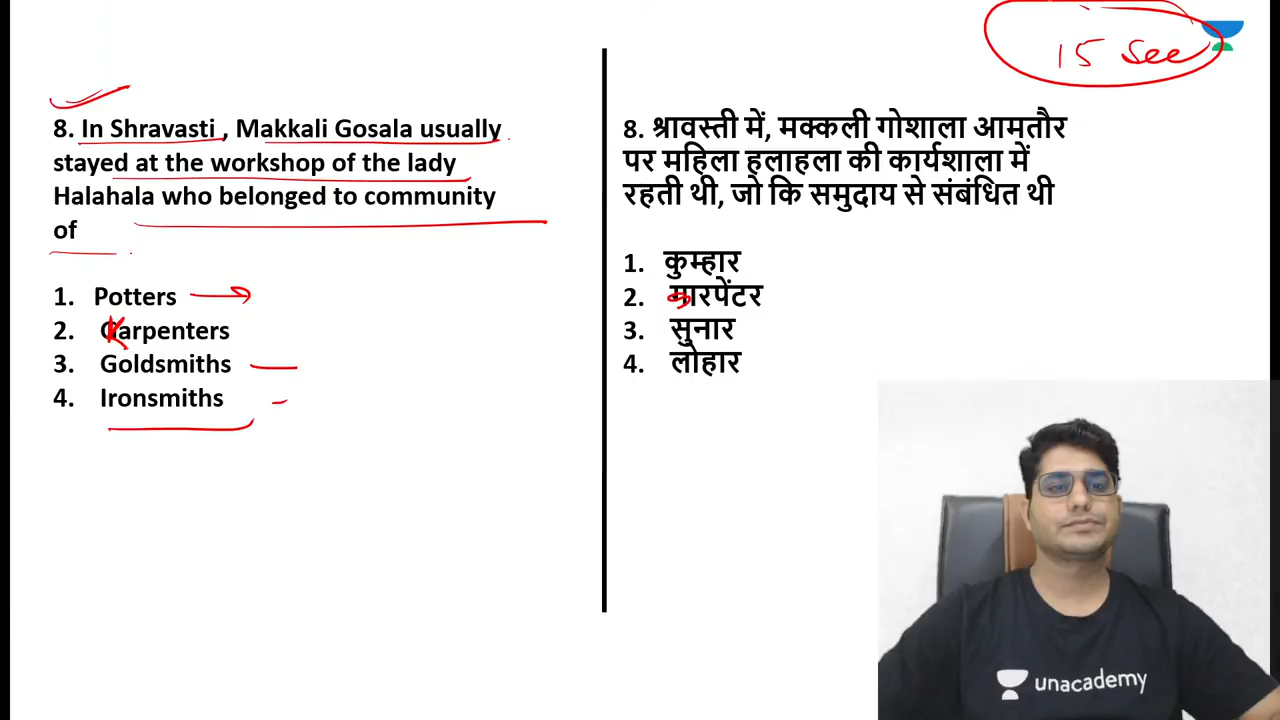 15 Sec
8. In Shravasti , Makkali Gosala usually
stayed at the workshop of the lady
Halahala who belonged to community
of
1. Potters
2. Karpenters
3. Goldsmiths
4. Ironsmiths
8. श्रावस्ती में, मक्कली गोशाला आमतौर
पर महिला हलाहला की कार्यशाला में
रहती थी, जो कि समुदाय से संबंधित थी
1. कुम्हार
2. कारपेंटर
3. सुनार
4. लोहार
unacademy